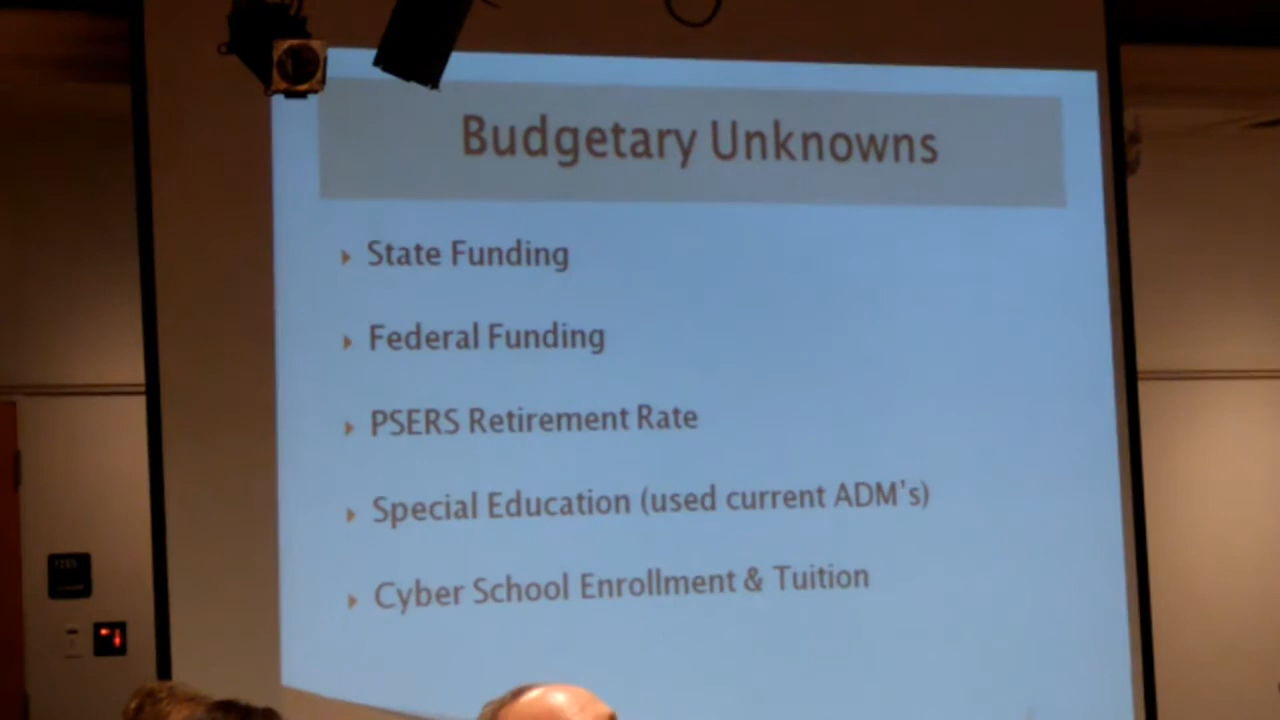 Budgetary Unknowns
State Funding
Federal Funding
PSERS Retirement Rate
Special Education (used current ADM's)
Cyber School Enrollment & Tuition